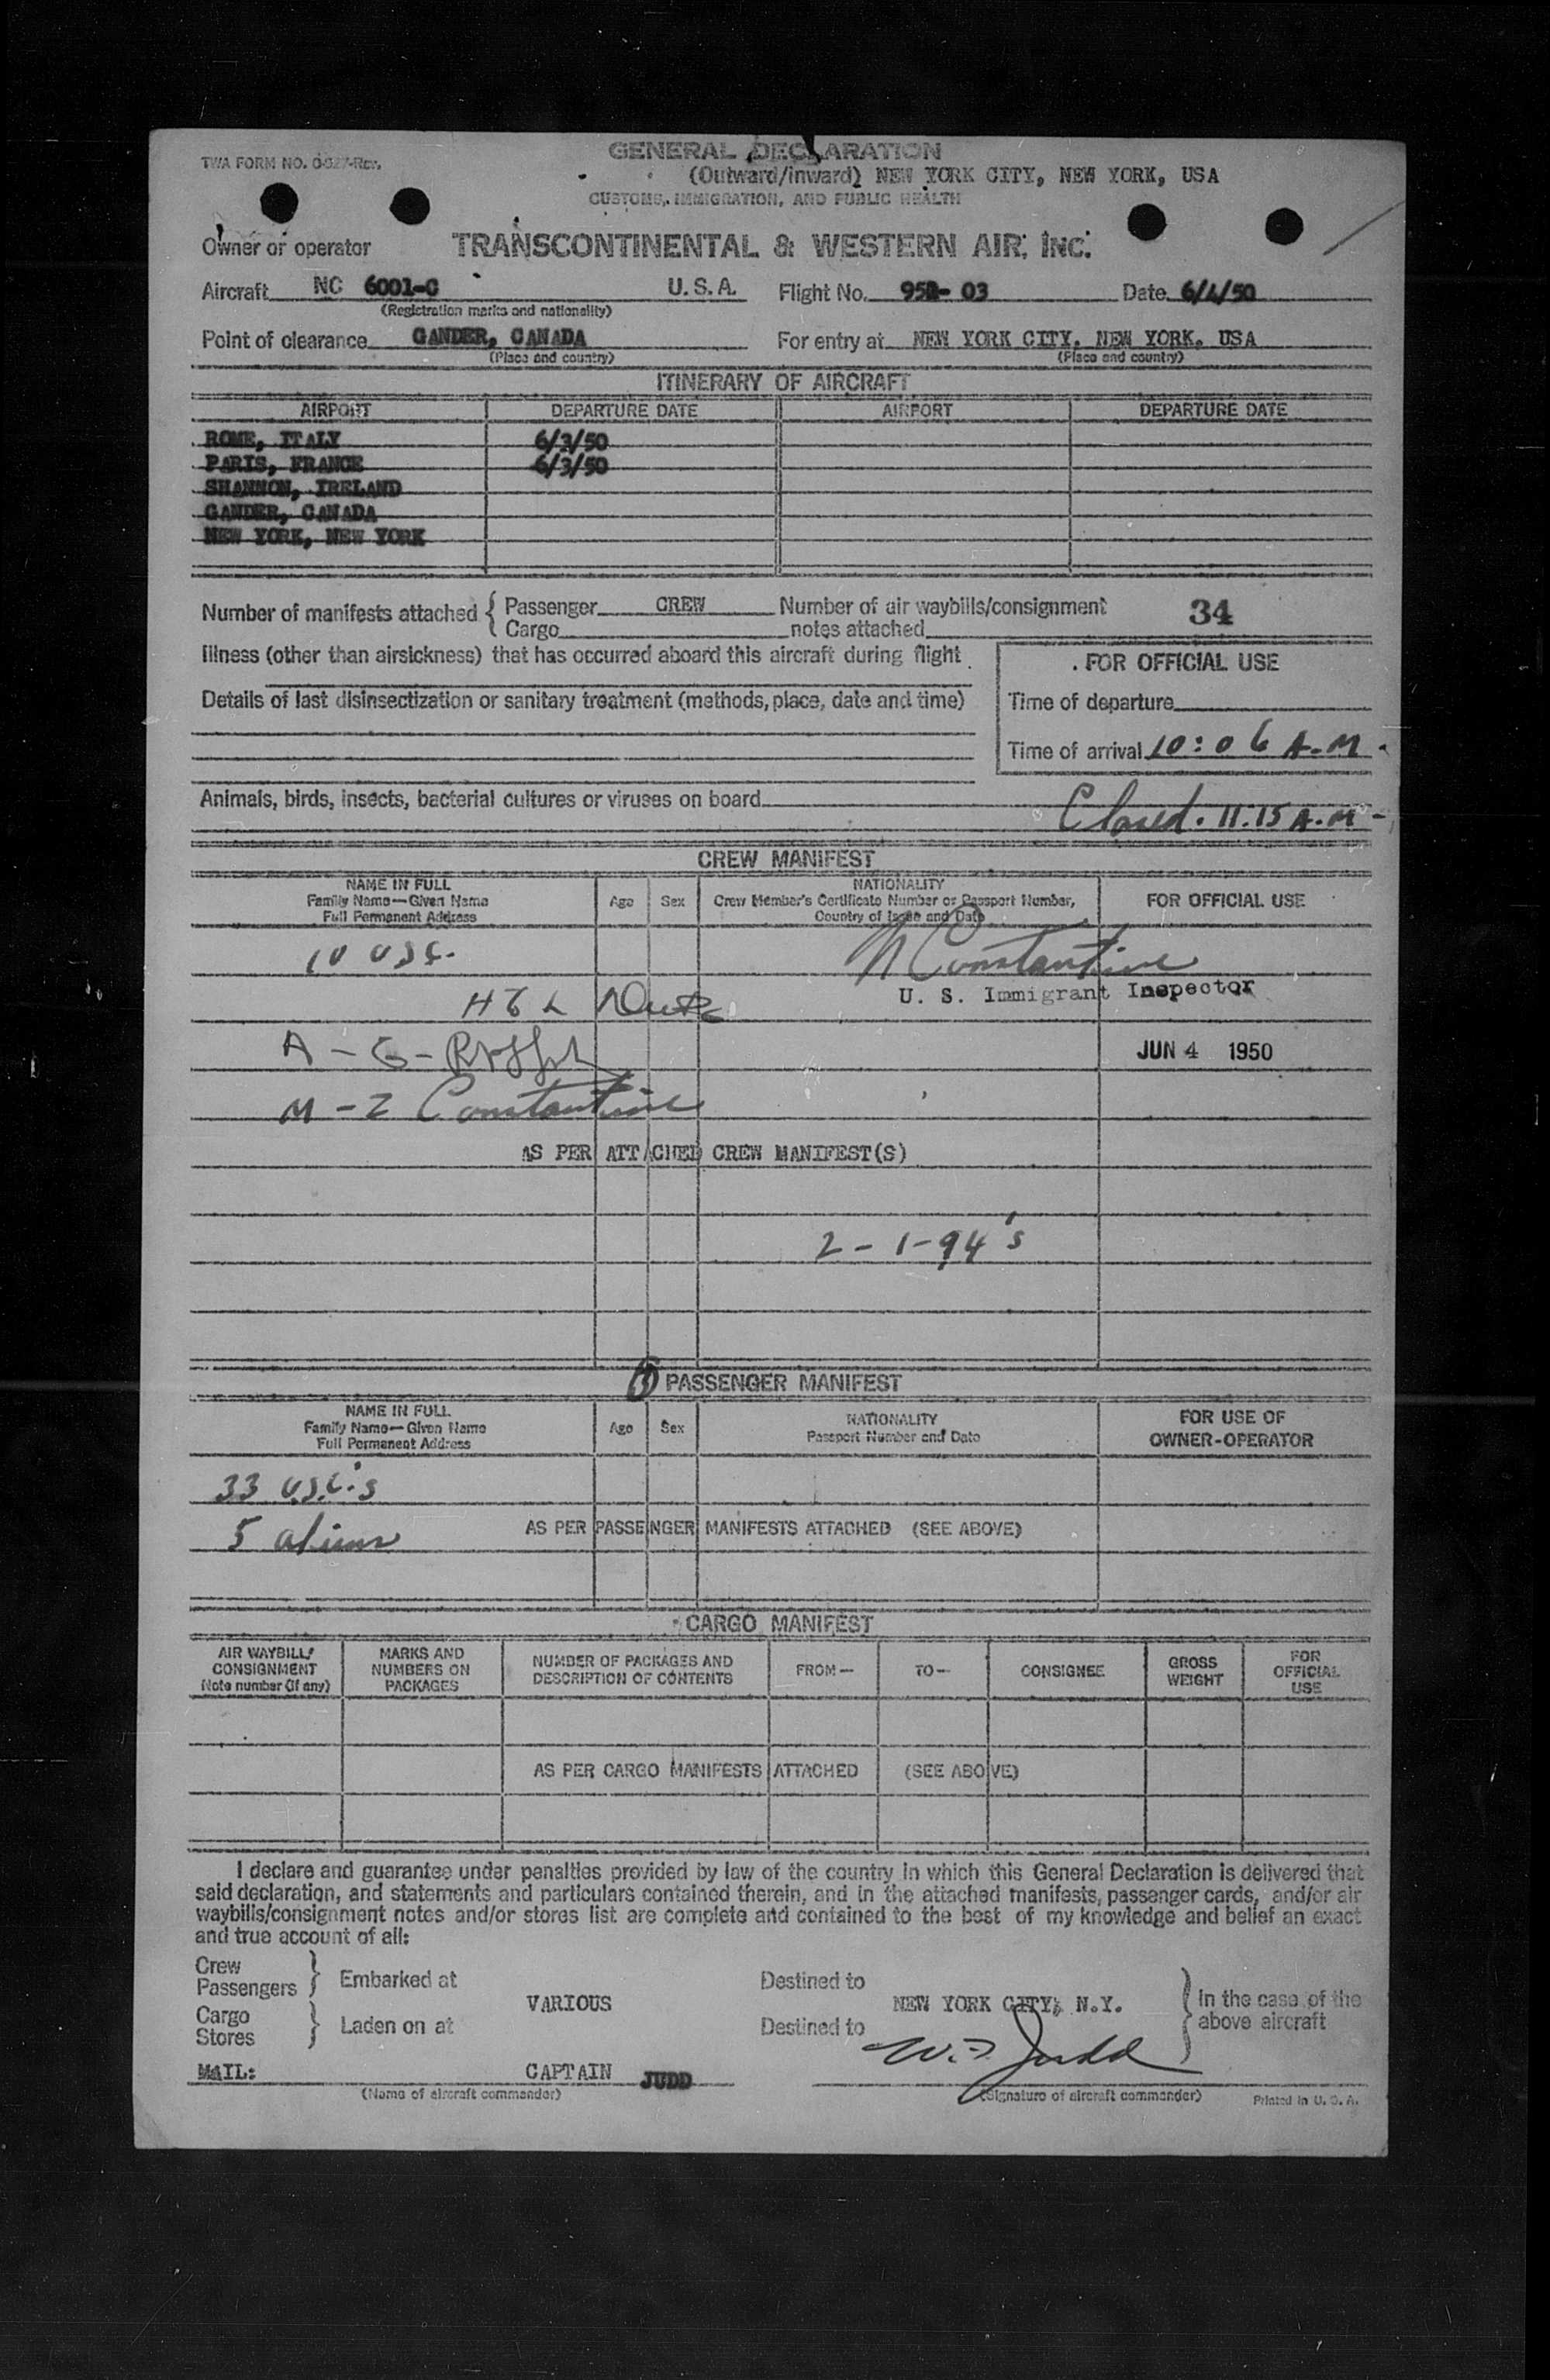 GENERAL DECLARATION
TWA FORM NO.
(Outward/inward) NEW YORK CITY, NEW YORK, USA
CUSTOMS, IMMIGRATION, AND PUBLIC HEALTH
Owner or operator TRANSCONTINENTAL & WESTERN AIR, INC.
Aircraft NC 6001-C U.S.A. Flight No. 03 Date 6/4/50
(Registration marks and nationality)
Point of clearance GANDER, CANADA For entry at NEW YORK CITY, NEW YORK, USA
(Place and country) (Place and country)
ITINERARY OF AIRCRAFT
AIRPORT DEPARTURE DATE AIRPORT DEPARTURE DATE
ROME, ITALY 6/3/50
PARIS, FRANCE 6/3/50
SHANNON, IRELAND
GANDER, CANADA
NEW YORK, NEW YORK
Number of manifests attached { Passenger CREW Number of air waybills/consignment 34
Cargo notes attached
Illness (other than airsickness) that has occurred aboard this aircraft during flight
FOR OFFICIAL USE
Details of last disinsectization or sanitary treatment (methods, place, date and time)
Time of departure
Time of arrival 10:06 A.M.
Animals, birds, insects, bacterial cultures or viruses on board
Closed. 11:15 A.M-
CREW MANIFEST
NAME IN FULL Family Name—Given Name Full Permanent Address Age Sex NATIONALITY Crew Member's Certificate Number or Passport Number, Country of Issue and Date FOR OFFICIAL USE
10 USC.
N Constantine
U. S. Immigrant Inspector
H&L
A - G -
JUN 4 1950
M - Z Constantine
AS PER ATTACHED CREW MANIFEST(S)
2 - 1-94's
PASSENGER MANIFEST
NAME IN FULL Family Name—Given Name Full Permanent Address Age Sex NATIONALITY Passport Number and Date FOR USE OF OWNER-OPERATOR
33 USC's
5 aliens AS PER PASSENGER MANIFESTS ATTACHED (SEE ABOVE)
CARGO MANIFEST
AIR WAYBILL/ CONSIGNMENT Note number (if any) MARKS AND NUMBERS ON PACKAGES NUMBER OF PACKAGES AND DESCRIPTION OF CONTENTS FROM— TO— CONSIGNEE GROSS WEIGHT FOR OFFICIAL USE
AS PER CARGO MANIFESTS ATTACHED (SEE ABOVE)
I declare and guarantee under penalties provided by law of the country in which this General Declaration is delivered that
said declaration, and statements and particulars contained therein, and in the attached manifests, passenger cards, and/or air
waybills/consignment notes and/or stores list are complete and contained to the best of my knowledge and belief an exact
and true account of all:
Crew Passengers } Embarked at Destined to
VARIOUS NEW YORK CITY, N.Y.
Cargo Stores } Laden on at Destined to
In the case of the above aircraft
W. Judd
MAIL: CAPTAIN JUDD
(Name of aircraft commander) (Signature of aircraft commander) Printed in U. S. A.